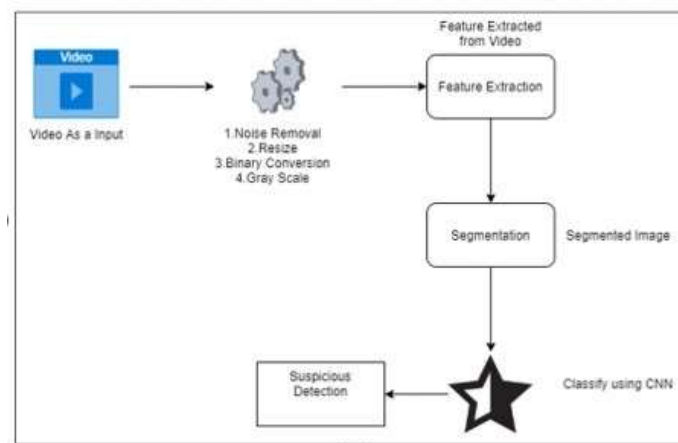 Video
Video As a Input
1.Noise Removal
2.Resize
3.Binary Conversion
4.Gray Scale
Feature Extracted
from Video
Feature Extraction
Segmentation
Segmented Image
Classify using CNN
Suspicious
Detection